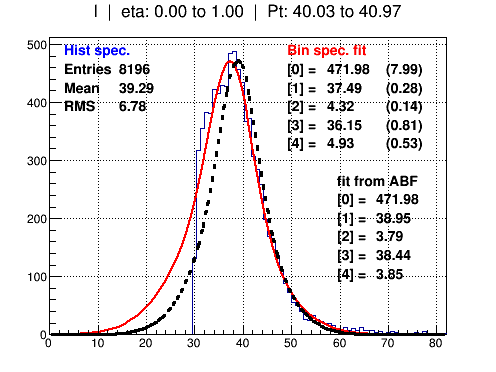 I | eta: 0.00 to 1.00 | Pt: 40.03 to 40.97
Hist spec.
Entries 8196
Mean 39.29
RMS 6.78
Bin spec. fit
[0] = 471.98 (7.99)
[1] = 37.49 (0.28)
[2] = 4.32 (0.14)
[3] = 36.15 (0.81)
[4] = 4.93 (0.53)
fit from ABF
[0] = 471.98
[1] = 38.95
[2] = 3.79
[3] = 38.44
[4] = 3.85
500
400
300
200
100
0
0 10 20 30 40 50 60 70 80